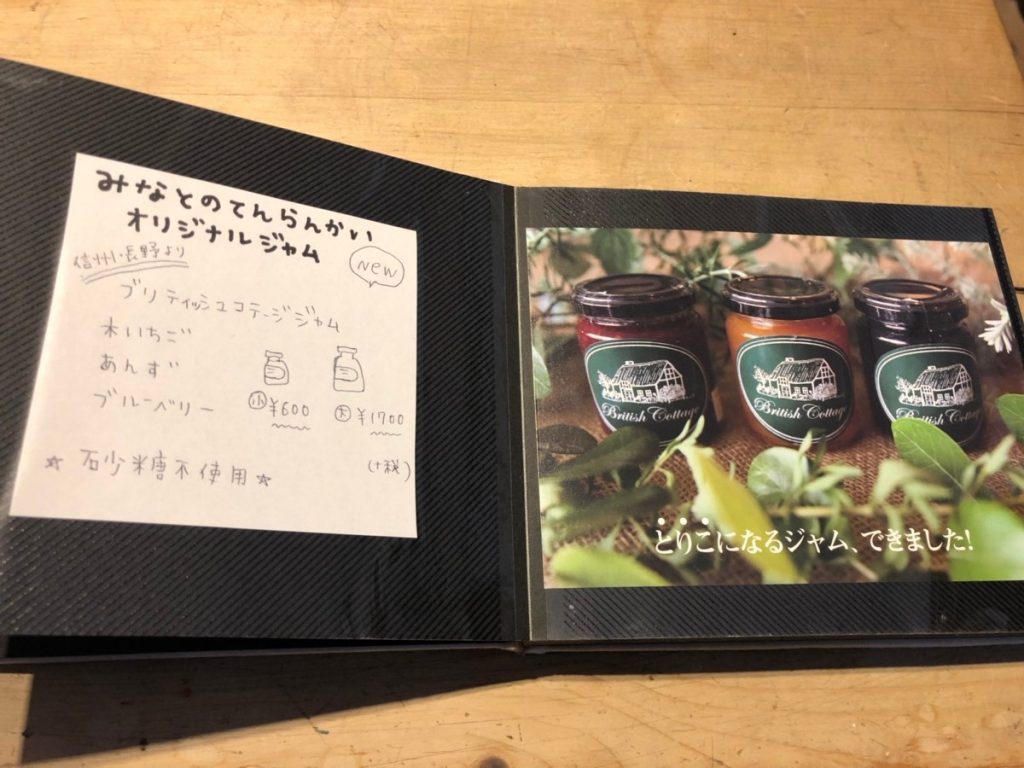 みなとのてんらんかい
オリジナルジャム
信州・長野より
New
ブリティッシュコテージジャム
木いちご
あんず
ブルーベリー
小 ¥600
大 ¥1700
(+税)
☆ 砂糖不使用 ☆
British Cottage
British Cottage
British Cottage
とりこになるジャム、できました!